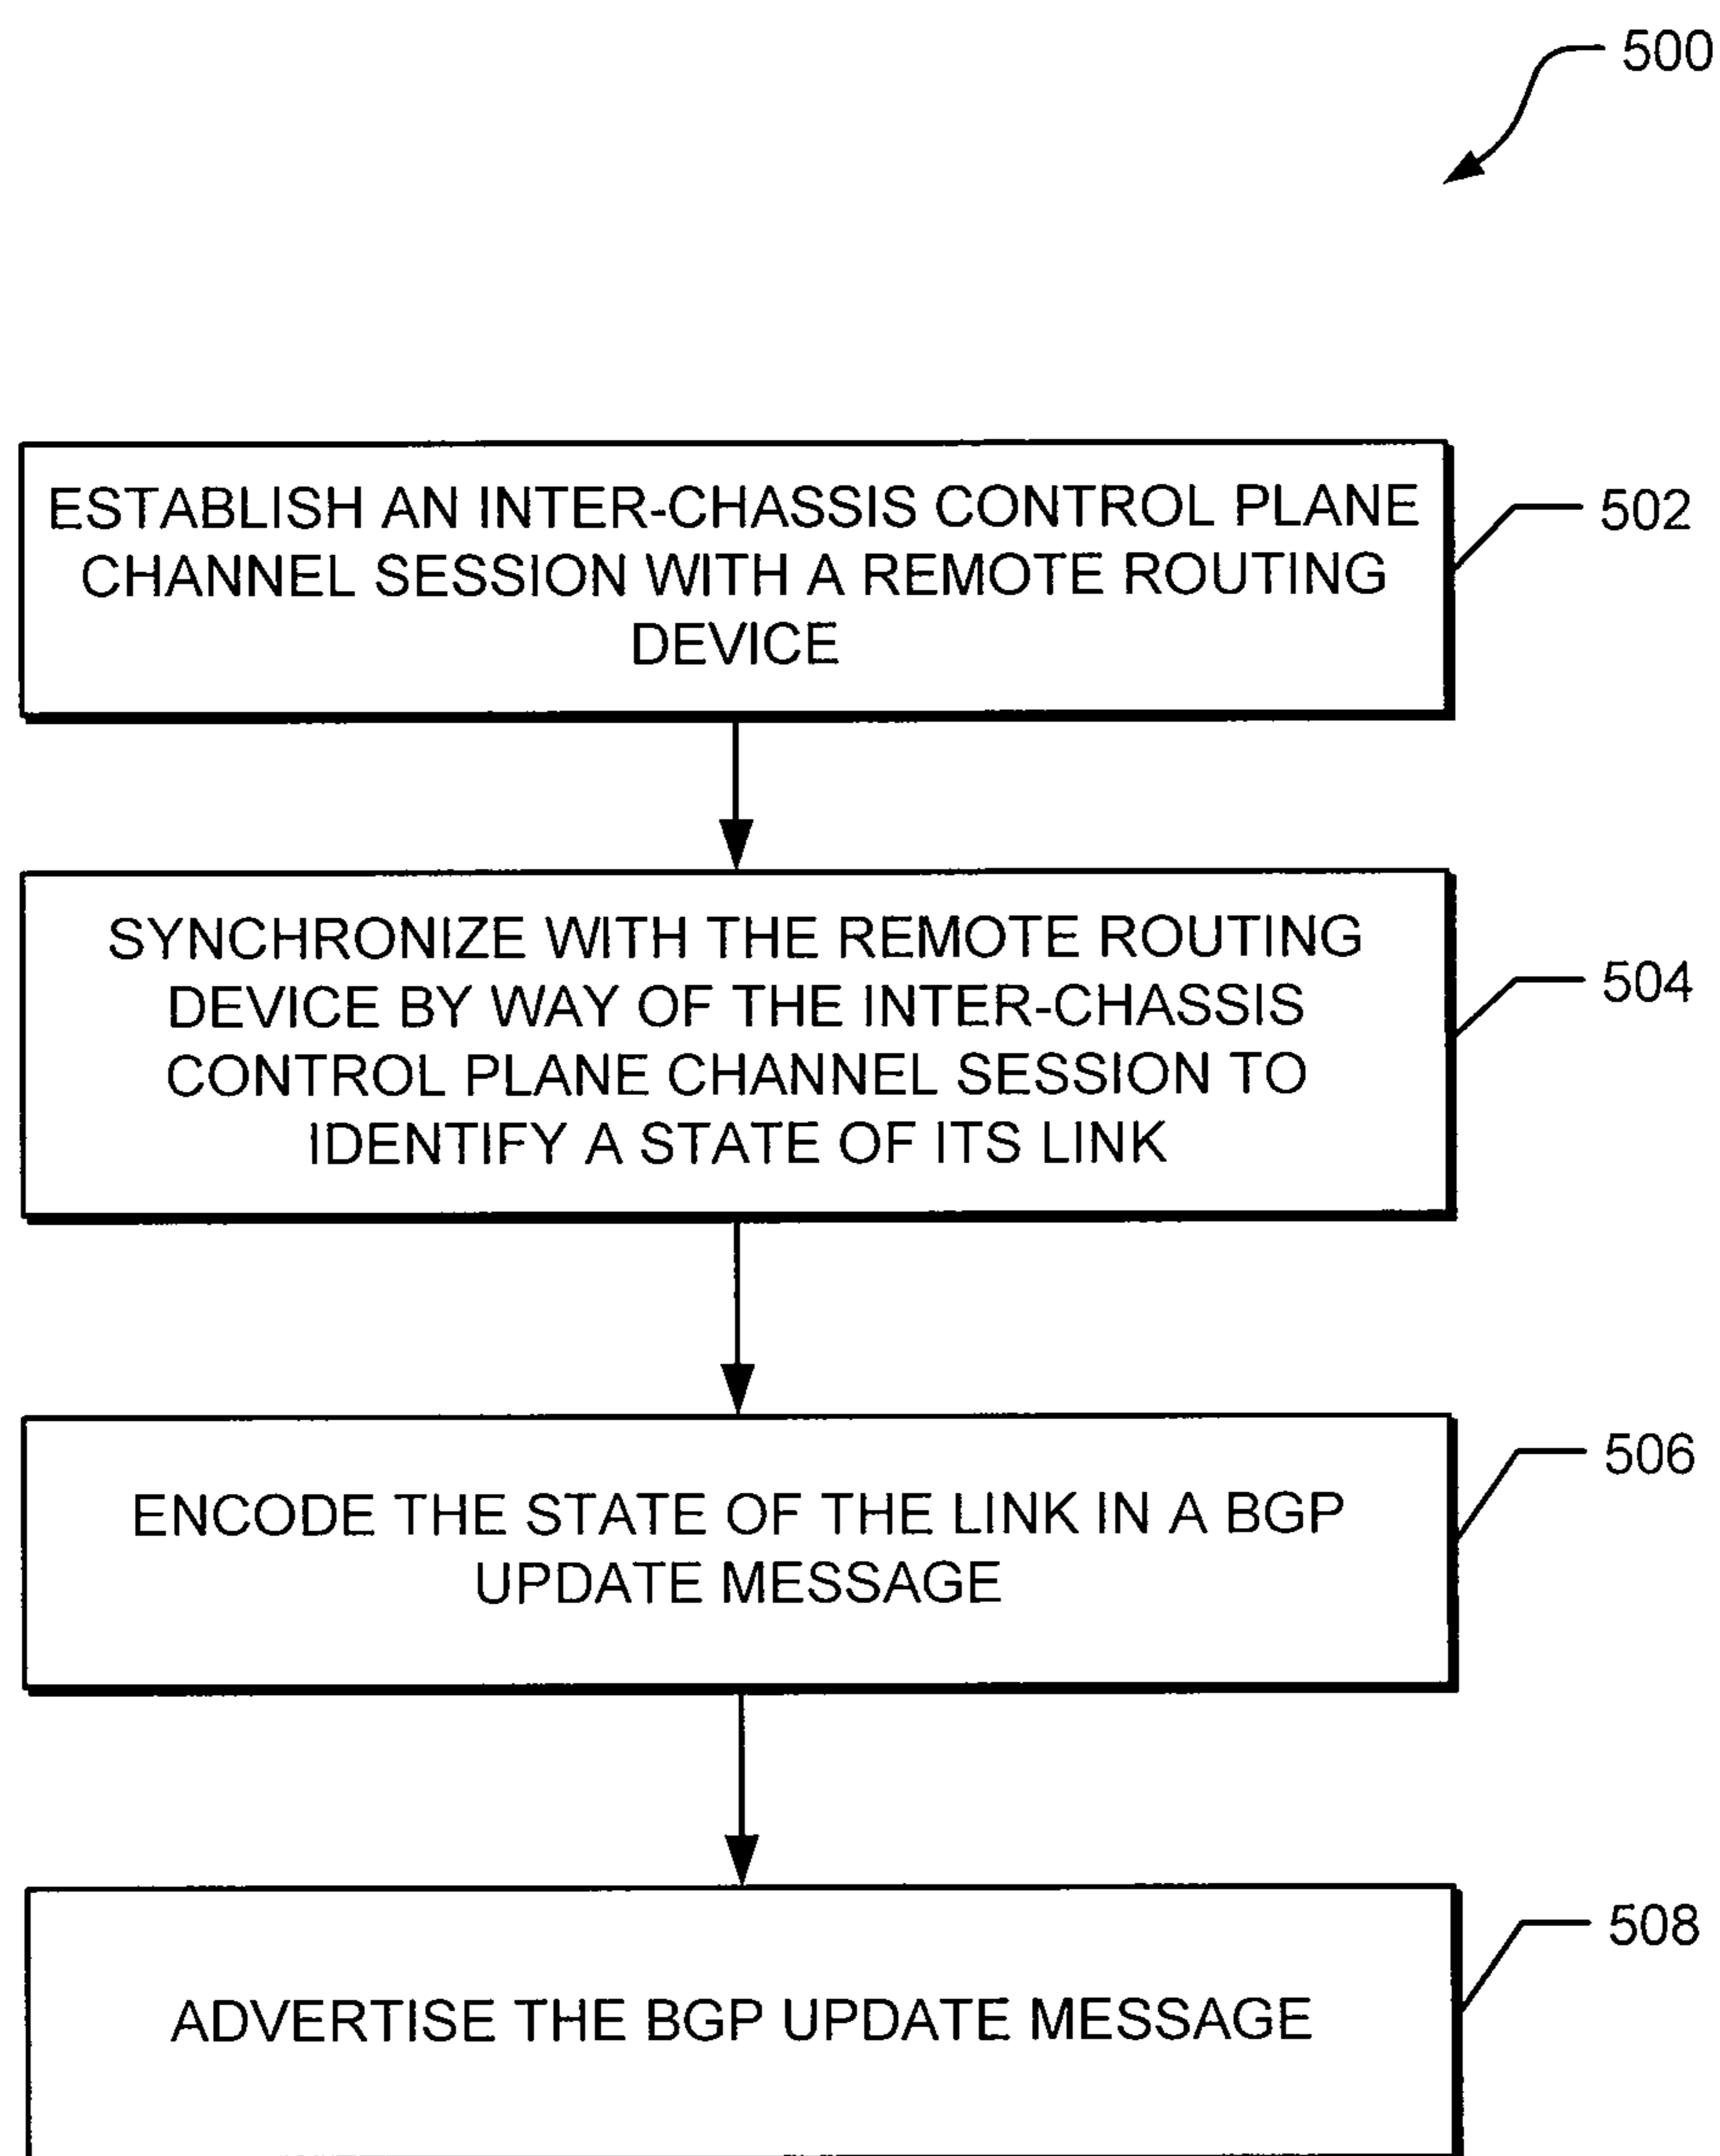 500
ESTABLISH AN INTER-CHASSIS CONTROL PLANE
CHANNEL SESSION WITH A REMOTE ROUTING
DEVICE
502
SYNCHRONIZE WITH THE REMOTE ROUTING
DEVICE BY WAY OF THE INTER-CHASSIS
CONTROL PLANE CHANNEL SESSION TO
IDENTIFY A STATE OF ITS LINK
504
ENCODE THE STATE OF THE LINK IN A BGP
UPDATE MESSAGE
506
ADVERTISE THE BGP UPDATE MESSAGE
508